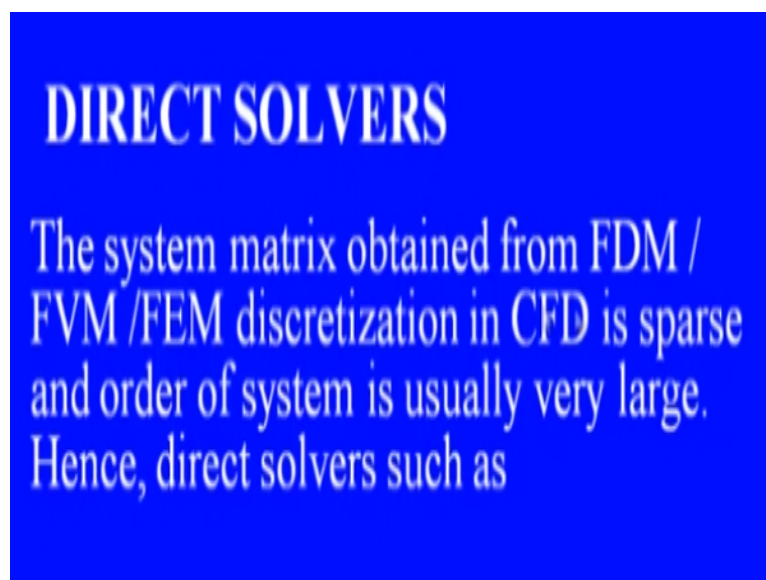 DIRECT SOLVERS
The system matrix obtained from FDM /
FVM /FEM discretization in CFD is sparse
and order of system is usually very large.
Hence, direct solvers such as